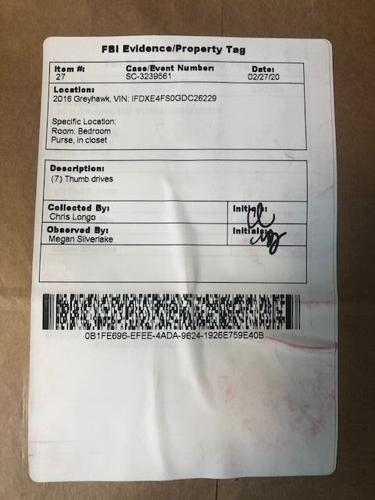 FBI Evidence/Property Tag
Item #: Case/Event Number: Date:
27 SC-3239561 02/27/20
Location:
2016 Greyhawk, VIN: IFDXE4FS0GDC26229
Specific Location:
Room: Bedroom
Purse, in closet
Description:
(7) Thumb drives
Collected By: Initials:
Chris Longo
Observed By: Initials:
Megan Silverlake
0B1FE696-EFEE-4ADA-9624-1926E759E40B